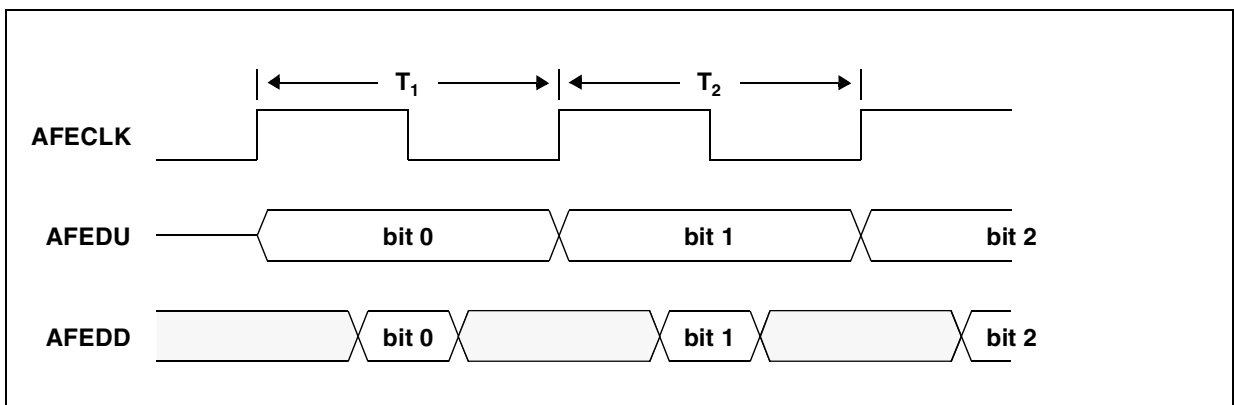 T1 T2
AFECLK
AFEDU bit 0 bit 1 bit 2
AFEDD bit 0 bit 1 bit 2